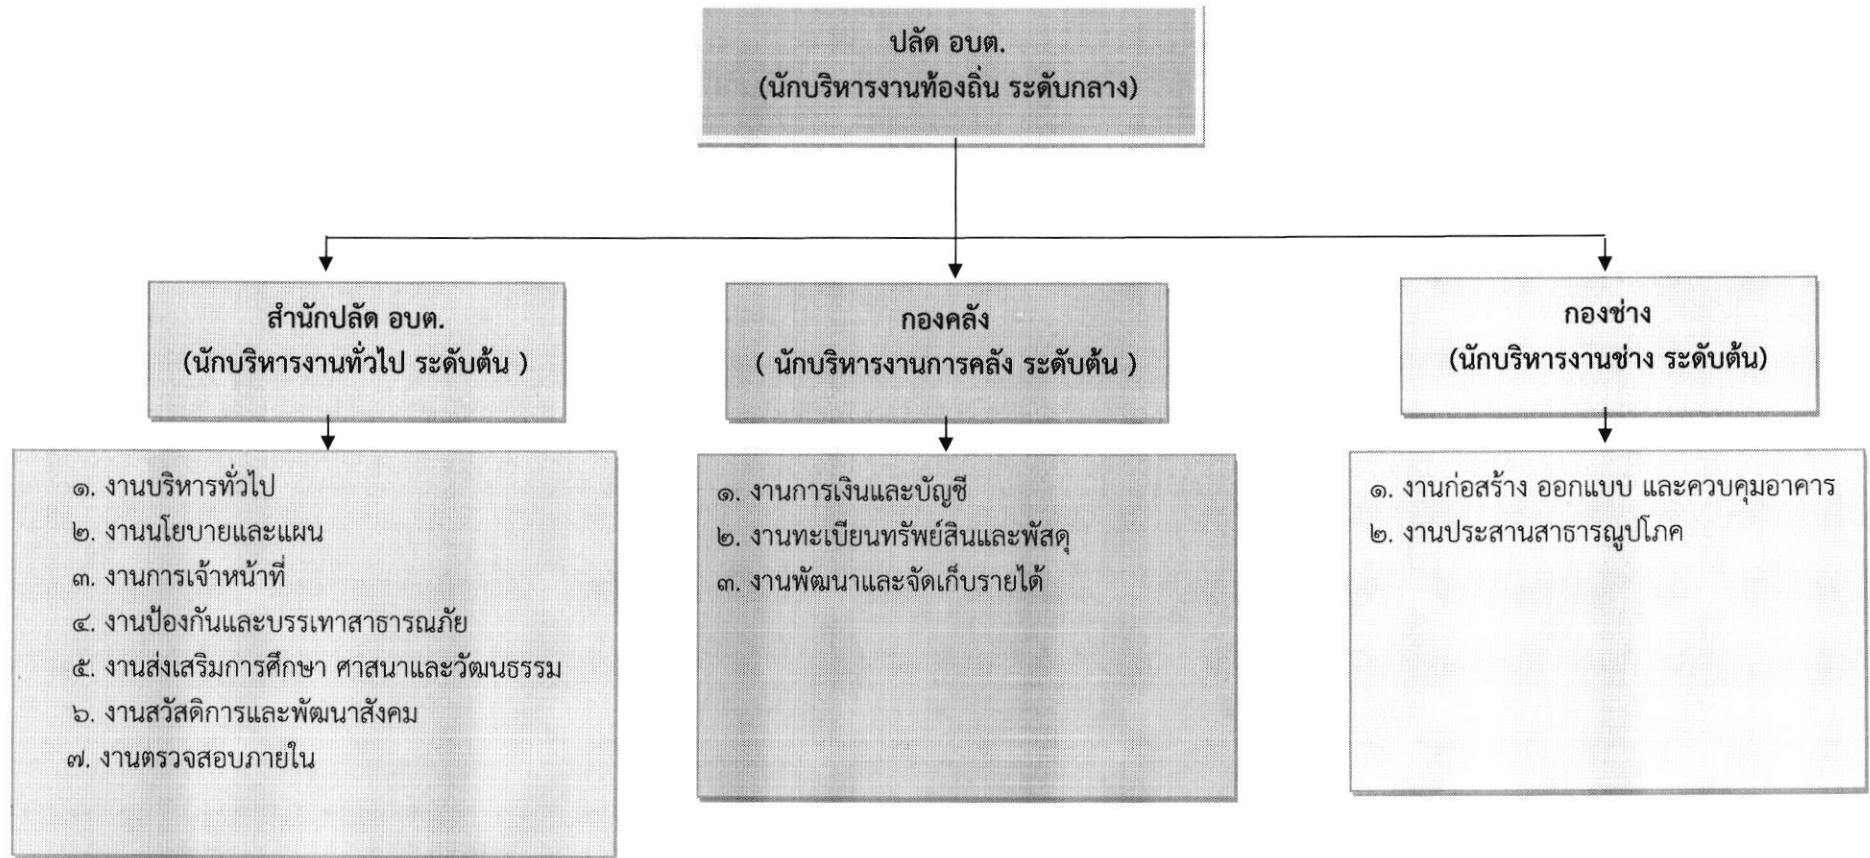 ปลัด อบต.
(นักบริหารงานท้องถิ่น ระดับกลาง)
สำนักปลัด อบต.
(นักบริหารงานทั่วไป ระดับต้น )
กองคลัง
( นักบริหารงานการคลัง ระดับต้น )
กองช่าง
(นักบริหารงานช่าง ระดับต้น)
๑. งานบริหารทั่วไป
๒. งานนโยบายและแผน
๓. งานการเจ้าหน้าที่
๔. งานป้องกันและบรรเทาสาธารณภัย
๕. งานส่งเสริมการศึกษา ศาสนาและวัฒนธรรม
๖. งานสวัสดิการและพัฒนาสังคม
๗. งานตรวจสอบภายใน
๑. งานการเงินและบัญชี
๒. งานทะเบียนทรัพย์สินและพัสดุ
๓. งานพัฒนาและจัดเก็บรายได้
๑. งานก่อสร้าง ออกแบบ และควบคุมอาคาร
๒. งานประสานสาธารณูปโภค